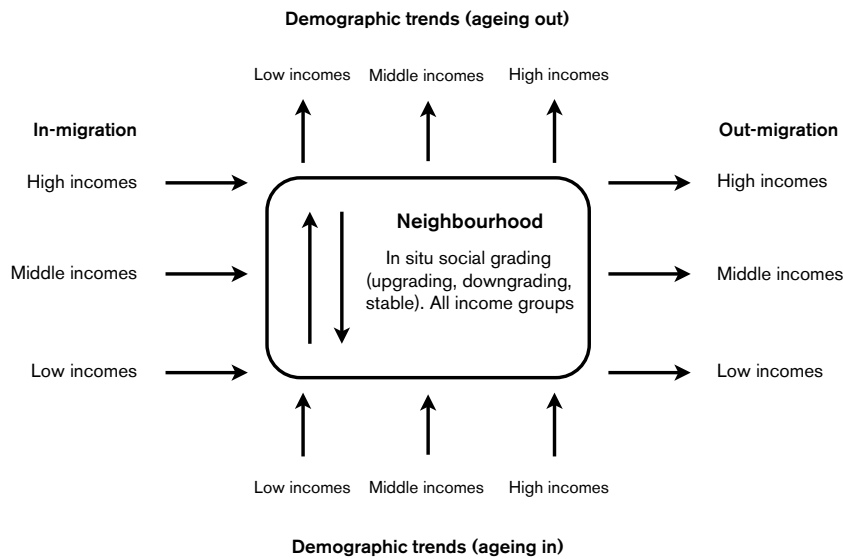 Demographic trends (ageing out)
Low incomes
Middle incomes
High incomes
In-migration
Out-migration
High incomes
High incomes
Neighbourhood
In situ social grading
(upgrading, downgrading,
stable). All income groups
Middle incomes
Middle incomes
Low incomes
Low incomes
Low incomes
Middle incomes
High incomes
Demographic trends (ageing in)